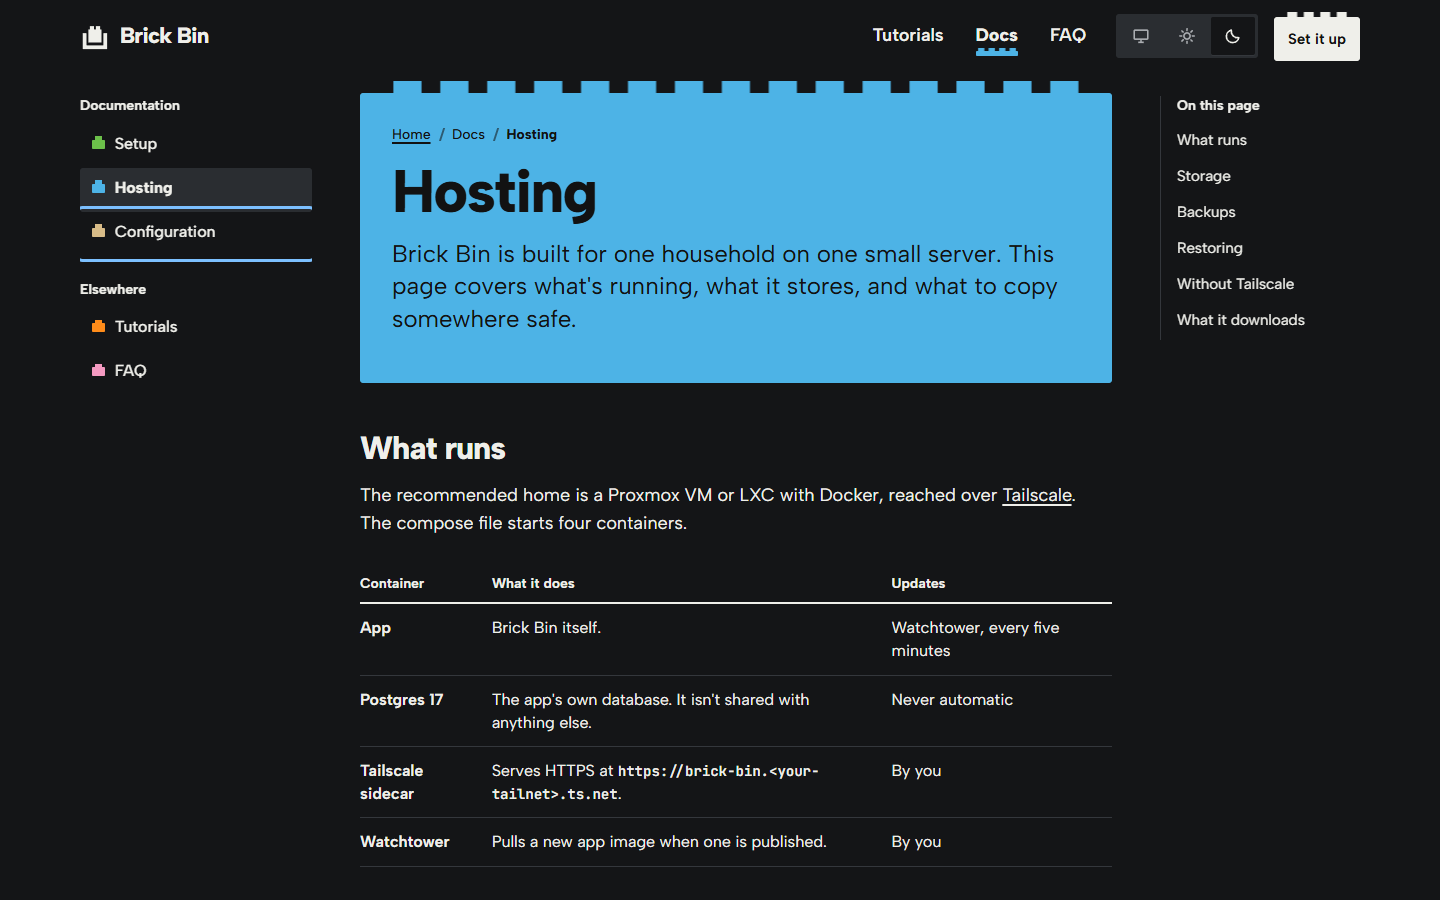 Brick Bin
Tutorials
Docs
FAQ
Set it up
Documentation
Setup
Hosting
Configuration
Elsewhere
Tutorials
FAQ
Home / Docs / Hosting
Hosting
Brick Bin is built for one household on one small server. This
page covers what's running, what it stores, and what to copy
somewhere safe.
On this page
What runs
Storage
Backups
Restoring
Without Tailscale
What it downloads
What runs
The recommended home is a Proxmox VM or LXC with Docker, reached over Tailscale.
The compose file starts four containers.
Container What it does Updates
App Brick Bin itself. Watchtower, every five
minutes
Postgres 17 The app's own database. It isn't shared with Never automatic
anything else.
Tailscale Serves HTTPS at https://brick-bin.<your- By you
sidecar tailnet>.ts.net.
Watchtower Pulls a new app image when one is published. By you